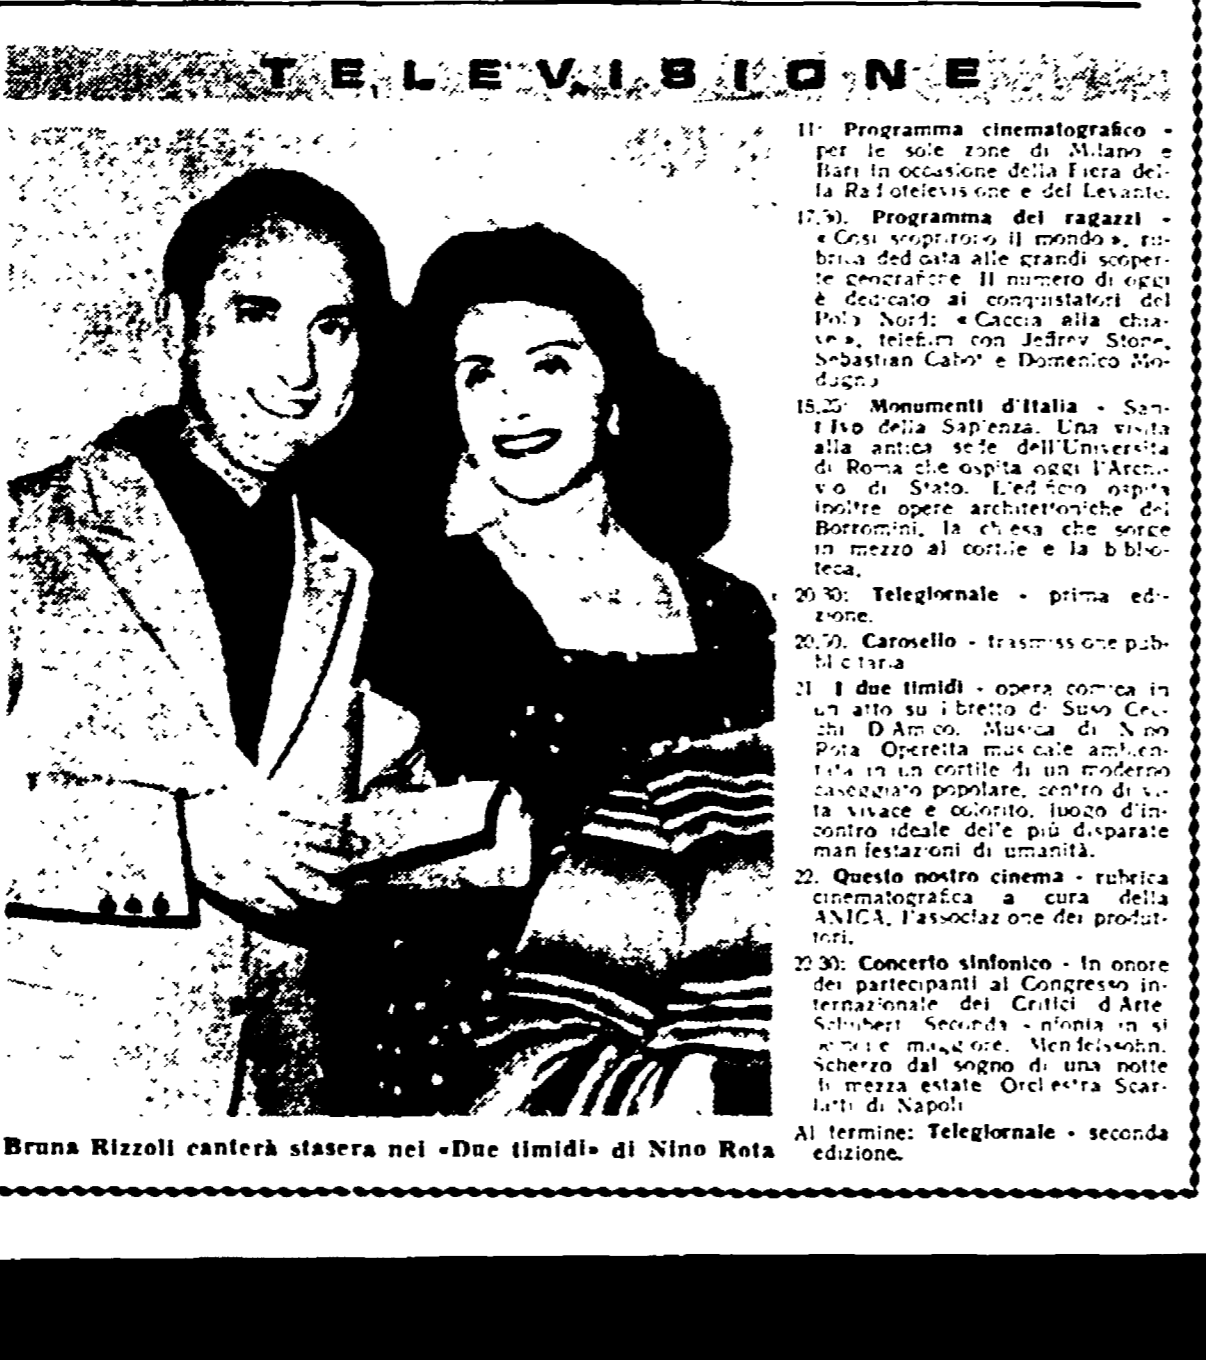 TELEVISIONE
11: Programma cinematografico -
per le sole zone di Milano e
Bari in occasione della Fiera del-
la Radiotelevisione e del Levante.
17,30: Programma dei ragazzi -
« Così scoprirono il mondo », ru-
brica dedicata alle grandi scoper-
te geografiche. Il numero di oggi
è dedicato ai conquistatori del
Polo Nord: « Caccia alla chia-
ve », telefilm con Jeffrey Stone,
Sebastian Cabot e Domenico Mo-
dugno
18,25: Monumenti d'Italia - San-
t'Ivo della Sapienza. Una visita
alla antica sede dell'Università
di Roma che ospita oggi l'Archi-
vio di Stato. L'edificio ospita
inoltre opere architettoniche del
Borromini, la chiesa che sorge
in mezzo al cortile e la biblio-
teca.
20,30: Telegiornale - prima edi-
zione.
20,50. Carosello - trasmissione pub-
blicitaria
21 I due timidi - opera comica in
un atto su libretto di Suso Cec-
chi D'Amico. Musica di Nino
Rota Operetta musicale ambien-
tata in un cortile di un moderno
caseggiato popolare, centro di vi-
ta vivace e colorito, luogo d'in-
contro ideale delle più disparate
manifestazioni di umanità.
22. Questo nostro cinema - rubrica
cinematografica a cura della
ANICA, l'associazione dei produt-
tori.
22,30: Concerto sinfonico - In onore
dei partecipanti al Congresso in-
ternazionale dei Critici d'Arte
Schubert Seconda sinfonia in si
bemolle maggiore. Mendelssohn.
Scherzo dal sogno di una notte
di mezza estate Orchestra Scar-
latti di Napoli
Al termine: Telegiornale - seconda
edizione.
Bruna Rizzoli canterà stasera nei «Due timidi» di Nino Rota